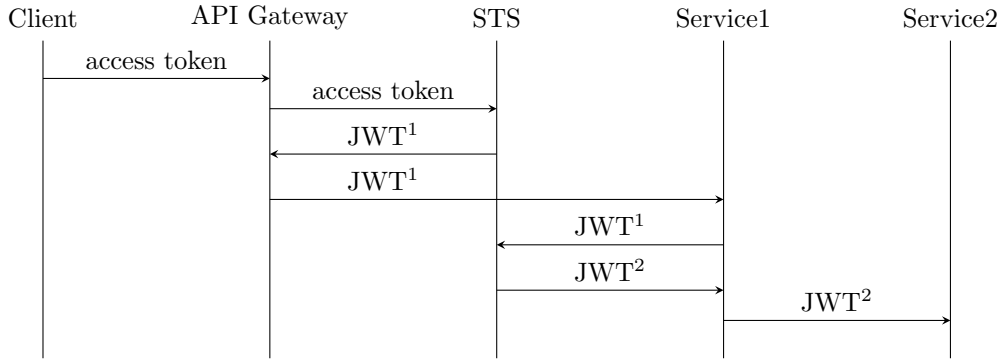 Client API Gateway STS Service1 Service2
access token
access token
JWT¹
JWT¹
JWT¹
JWT²
JWT²